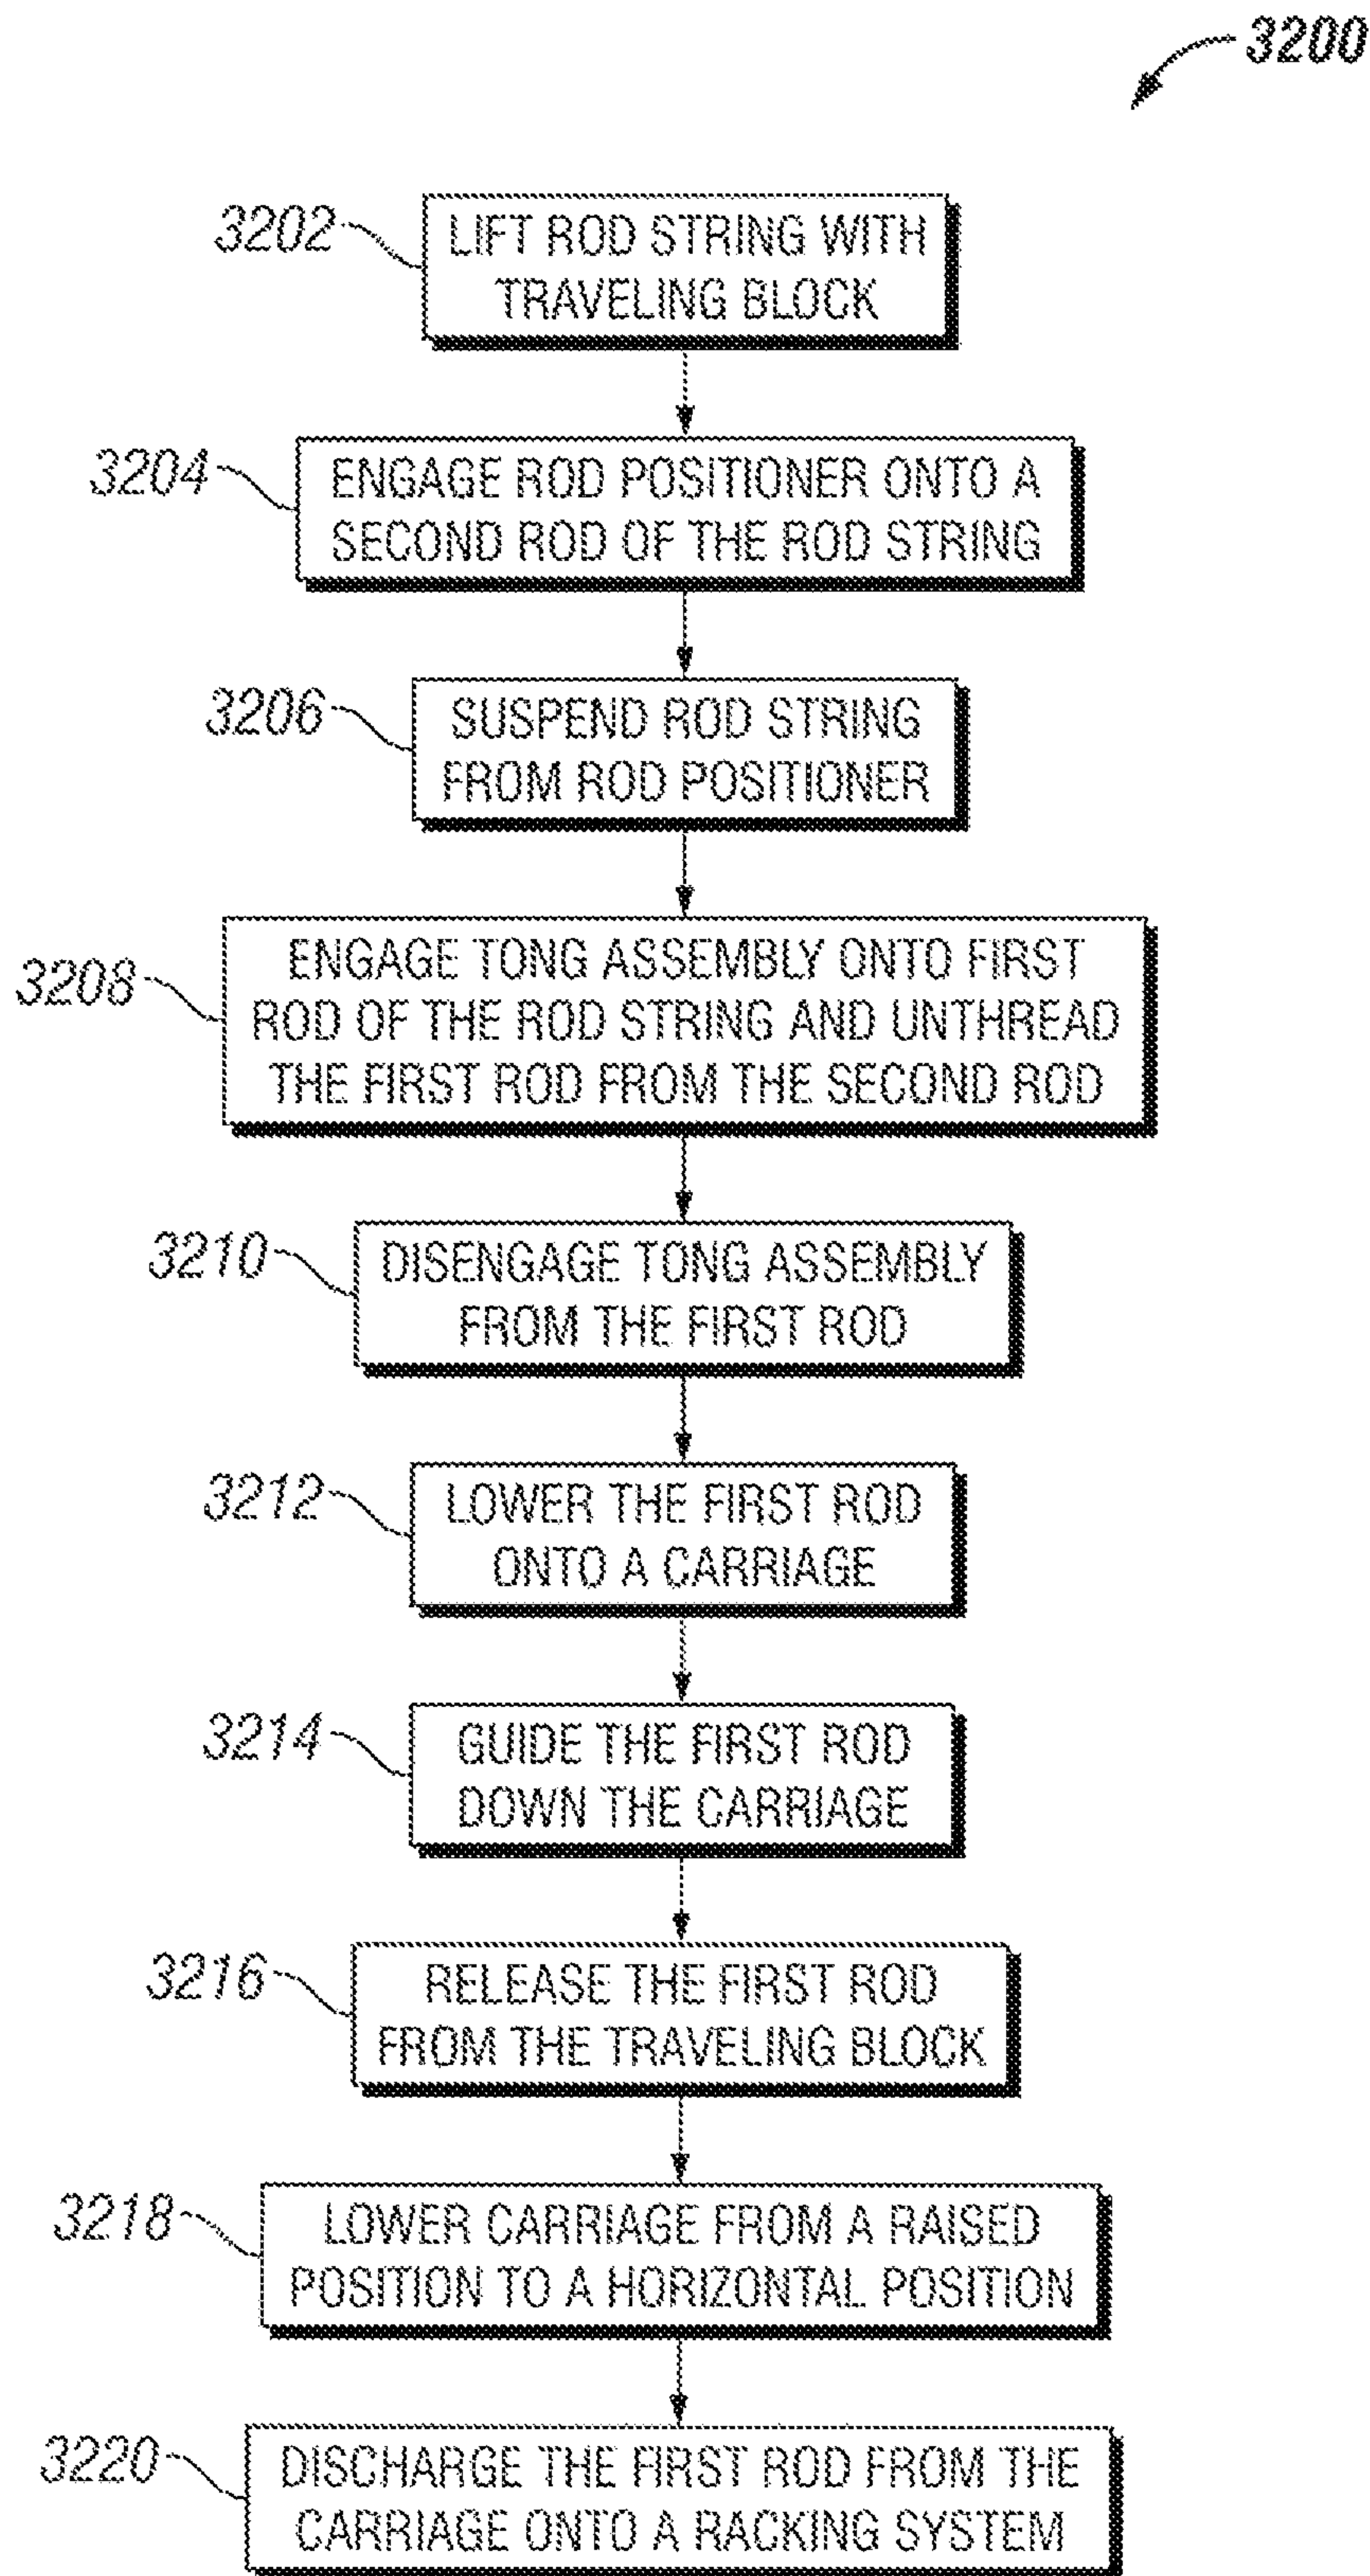 3200
3202
LIFT ROD STRING WITH
TRAVELING BLOCK
3204
ENGAGE ROD POSITIONER ONTO A
SECOND ROD OF THE ROD STRING
3206
SUSPEND ROD STRING
FROM ROD POSITIONER
3208
ENGAGE TONG ASSEMBLY ONTO FIRST
ROD OF THE ROD STRING AND UNTHREAD
THE FIRST ROD FROM THE SECOND ROD
3210
DISENGAGE TONG ASSEMBLY
FROM THE FIRST ROD
3212
LOWER THE FIRST ROD
ONTO A CARRIAGE
3214
GUIDE THE FIRST ROD
DOWN THE CARRIAGE
3216
RELEASE THE FIRST ROD
FROM THE TRAVELING BLOCK
3218
LOWER CARRIAGE FROM A RAISED
POSITION TO A HORIZONTAL POSITION
3220
DISCHARGE THE FIRST ROD FROM THE
CARRIAGE ONTO A RACKING SYSTEM